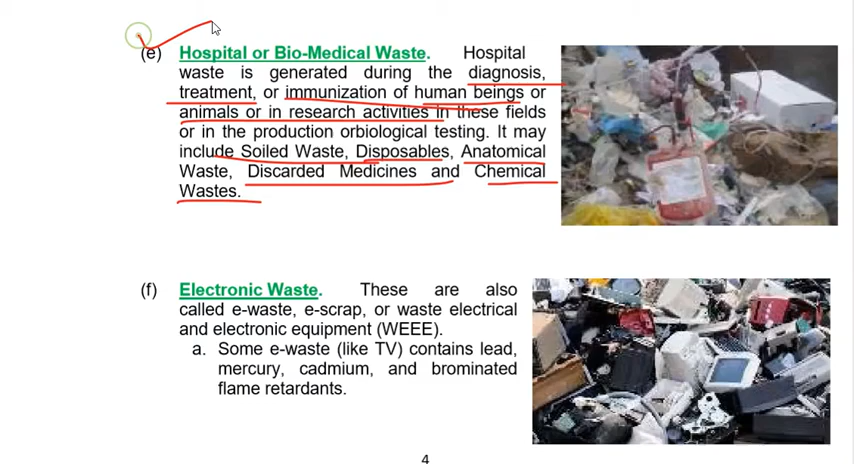 (e) Hospital or Bio-Medical Waste. Hospital
waste is generated during the diagnosis,
treatment, or immunization of human beings or
animals or in research activities in these fields
or in the production orbiological testing. It may
include Soiled Waste, Disposables, Anatomical
Waste, Discarded Medicines and Chemical
Wastes.
(f) Electronic Waste. These are also
called e-waste, e-scrap, or waste electrical
and electronic equipment (WEEE).
a. Some e-waste (like TV) contains lead,
mercury, cadmium, and brominated
flame retardants.
4